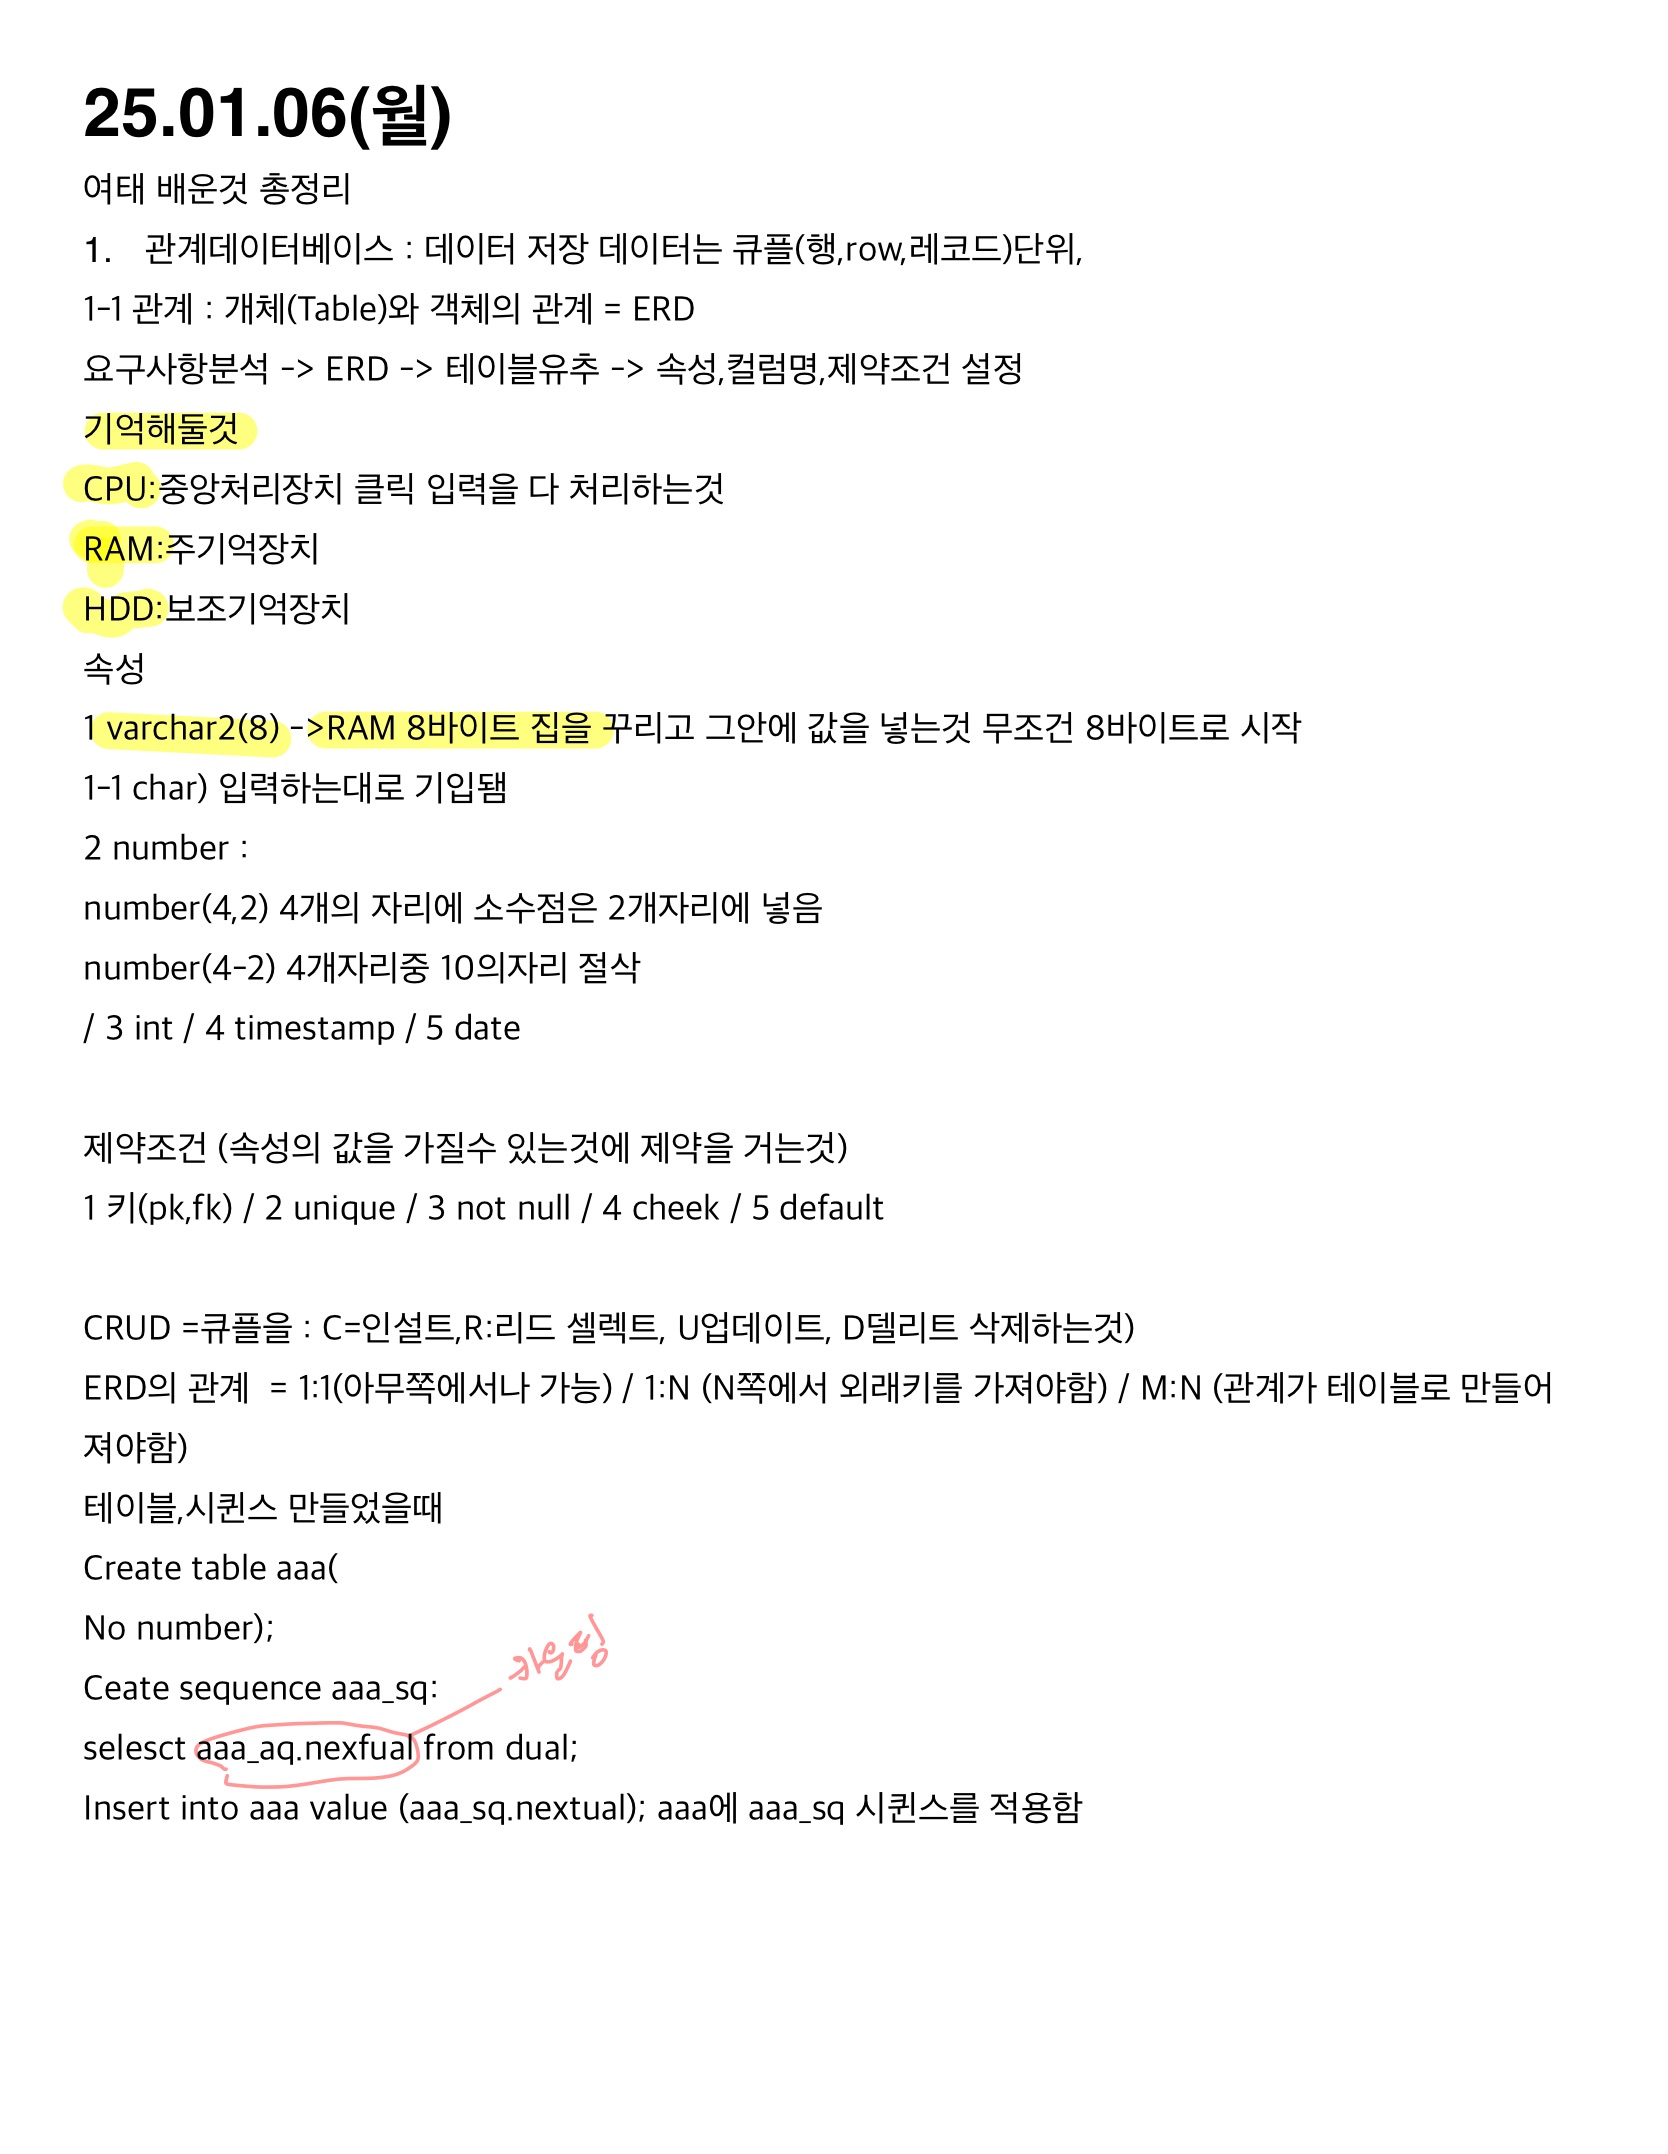 25.01.06(월)
여태 배운것 총정리
1. 관계데이터베이스 : 데이터 저장 데이터는 큐플(행,row,레코드)단위,
1-1 관계 : 개체(Table)와 객체의 관계 = ERD
요구사항분석 -> ERD -> 테이블유추 -> 속성,컬럼명,제약조건 설정
기억해둘것
CPU:중앙처리장치 클릭 입력을 다 처리하는것
RAM:주기억장치
HDD:보조기억장치
속성
1 varchar2(8) ->RAM 8바이트 집을 꾸리고 그안에 값을 넣는것 무조건 8바이트로 시작
1-1 char) 입력하는대로 기입됌
2 number :
number(4,2) 4개의 자리에 소수점은 2개자리에 넣음
number(4-2) 4개자리중 10의자리 절삭
/ 3 int / 4 timestamp / 5 date
제약조건 (속성의 값을 가질수 있는것에 제약을 거는것)
1 키(pk,fk) / 2 unique / 3 not null / 4 cheek / 5 default
CRUD =큐플을 : C=인설트,R:리드 셀렉트, U업데이트, D델리트 삭제하는것)
ERD의 관계  = 1:1(아무쪽에서나 가능) / 1:N (N쪽에서 외래키를 가져야함) / M:N (관계가 테이블로 만들어
져야함)
테이블,시퀸스 만들었을때
Create table aaa(
No number);
카운팅
Ceate sequence aaa_sq:
selesct aaa_aq.nexfual from dual;
Insert into aaa value (aaa_sq.nextual); aaa에 aaa_sq 시퀸스를 적용함